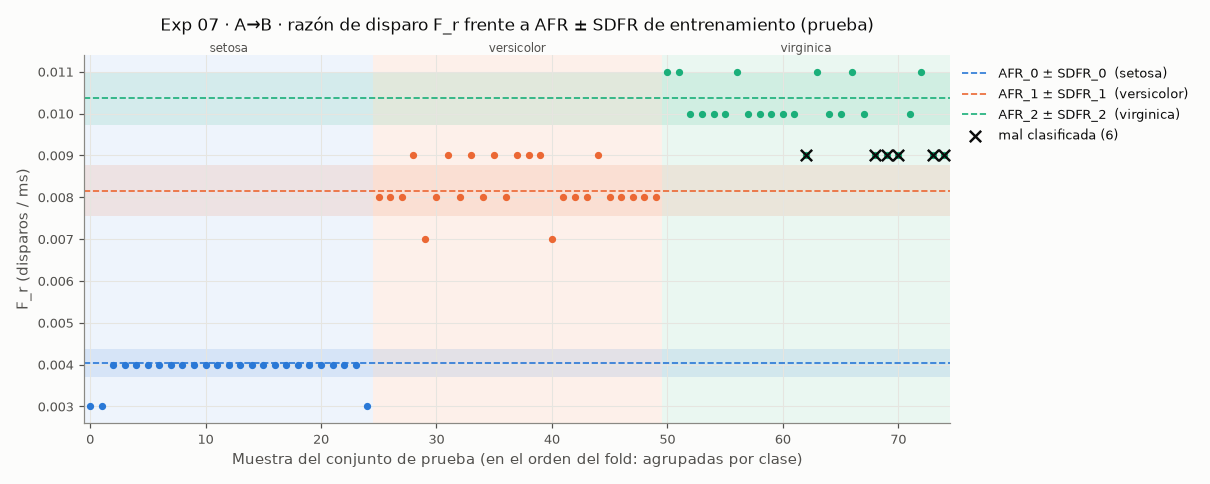 Exp 07 · A→B · razón de disparo F_r frente a AFR ± SDFR de entrenamiento (prueba)
setosa
versicolor
virginica
F_r (disparos / ms)
0.011
0.010
0.009
0.008
0.007
0.006
0.005
0.004
0.003
0
10
20
30
40
50
60
70
Muestra del conjunto de prueba (en el orden del fold: agrupadas por clase)
AFR_0 ± SDFR_0 (setosa)
AFR_1 ± SDFR_1 (versicolor)
AFR_2 ± SDFR_2 (virginica)
mal clasificada (6)